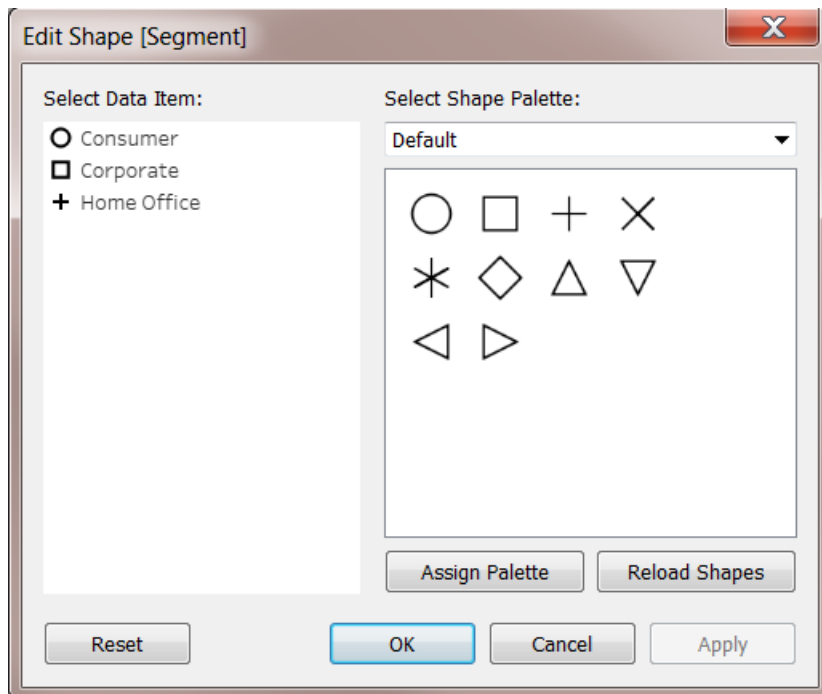 Edit Shape [Segment]
Select Data Item:
Consumer
Corporate
Home Office
Select Shape Palette:
Default
Assign Palette
Reload Shapes
Reset
OK
Cancel
Apply